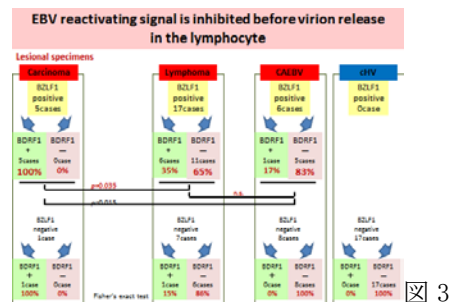 EBV reactivating signal is inhibited before virion release
in the lymphocyte
Lesional specimens
Carcinoma
Lymphoma
CAEBV
cHV
BZLF1
positive
5cases
BZLF1
positive
17cases
BZLF1
positive
6cases
BZLF1
positive
0case
BDRF1
+
5cases
100%
BDRF1
−
0case
0%
BDRF1
+
6cases
35%
BDRF1
−
11cases
65%
BDRF1
+
1case
17%
BDRF1
−
5cases
83%
p=0.035
n.s.
p=0.015
BZLF1
negative
1case
BZLF1
negative
7cases
BZLF1
negative
8cases
BZLF1
negative
17cases
BDRF1
+
1case
100%
BDRF1
−
0case
0%
Fisher's exact test
BDRF1
+
1case
15%
BDRF1
−
6cases
86%
BDRF1
+
0case
0%
BDRF1
−
8cases
100%
BDRF1
+
0case
0%
BDRF1
−
17cases
100%
図 3